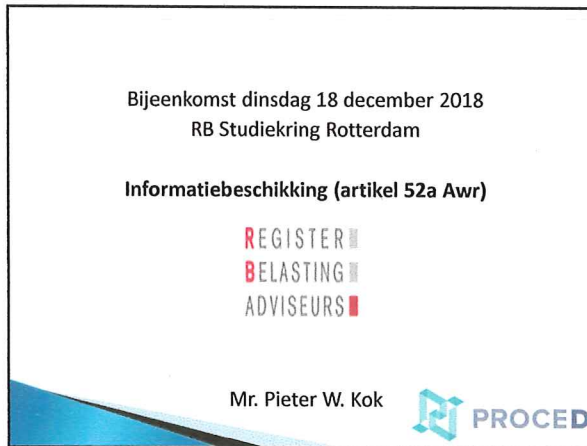 Bijeenkomst dinsdag 18 december 2018
RB Studiekring Rotterdam
Informatiebeschikking (artikel 52a Awr)
REGISTER
BELASTING
ADVISEURS
Mr. Pieter W. Kok
PROCED